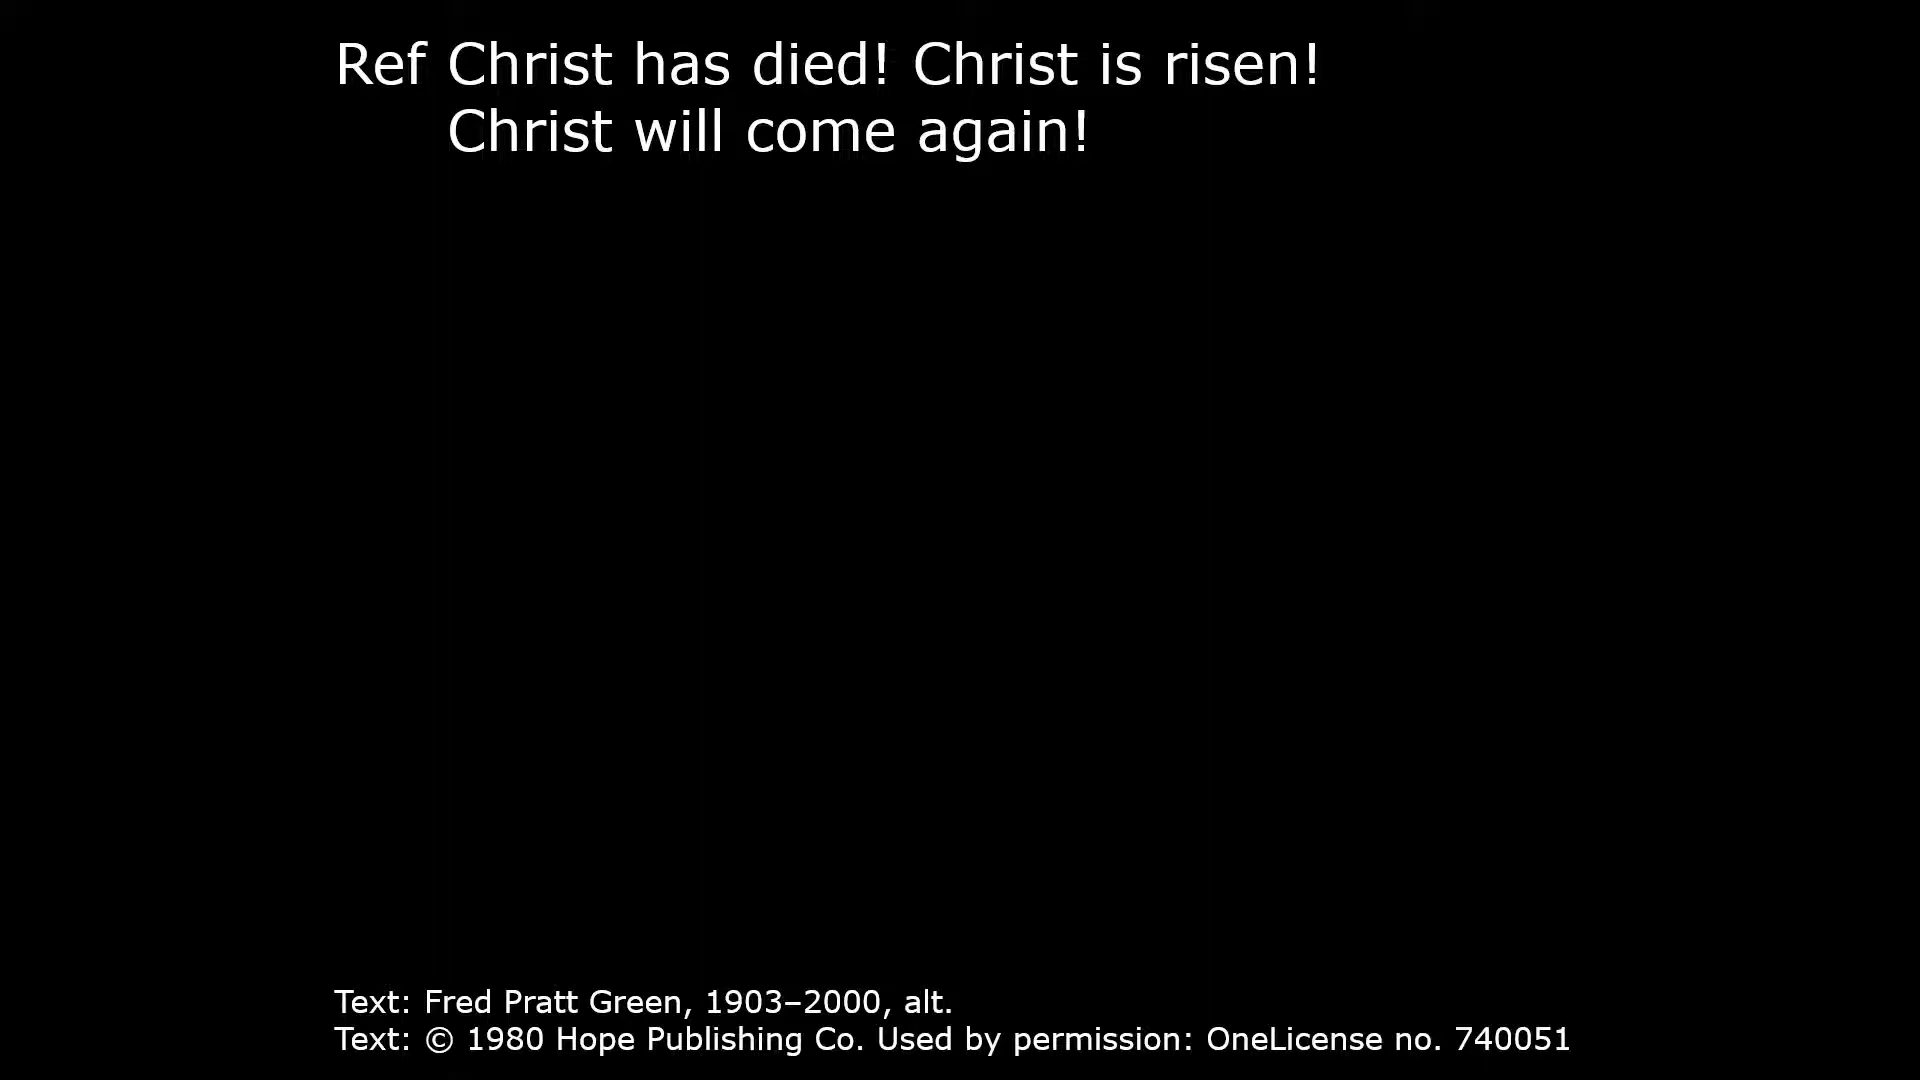 Ref Christ has died! Christ is risen!
Christ will come again!
Text: Fred Pratt Green, 1903–2000, alt.
Text: © 1980 Hope Publishing Co. Used by permission: OneLicense no. 740051